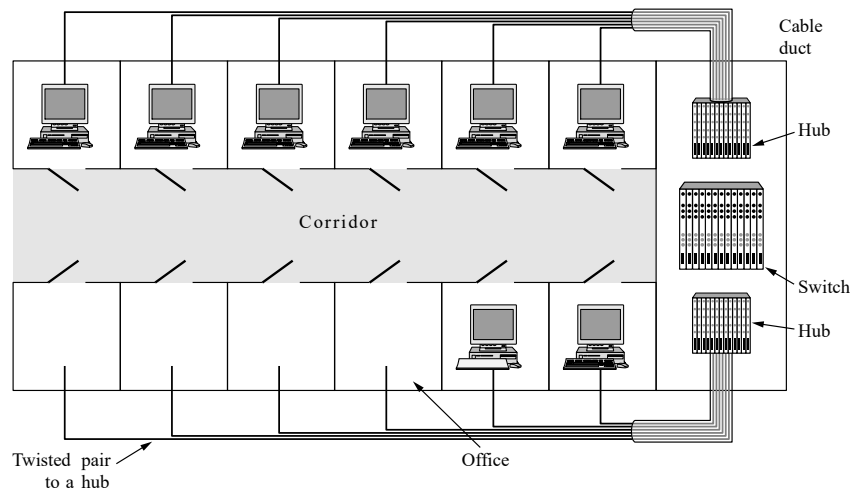 Cable
duct
Hub
Corridor
Switch
Hub
Office
Twisted pair
to a hub